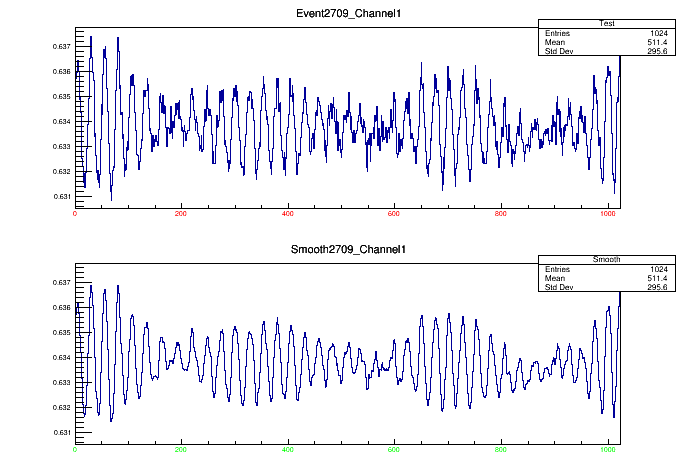 Event2709_Channel1
Test
Entries 1024
Mean 511.4
Std Dev 295.6
0.637
0.636
0.635
0.634
0.633
0.632
0.631
0 200 400 600 800 1000
Smooth2709_Channel1
Smooth
Entries 1024
Mean 511.4
Std Dev 295.6
0.637
0.636
0.635
0.634
0.633
0.632
0.631
0 200 400 600 800 1000